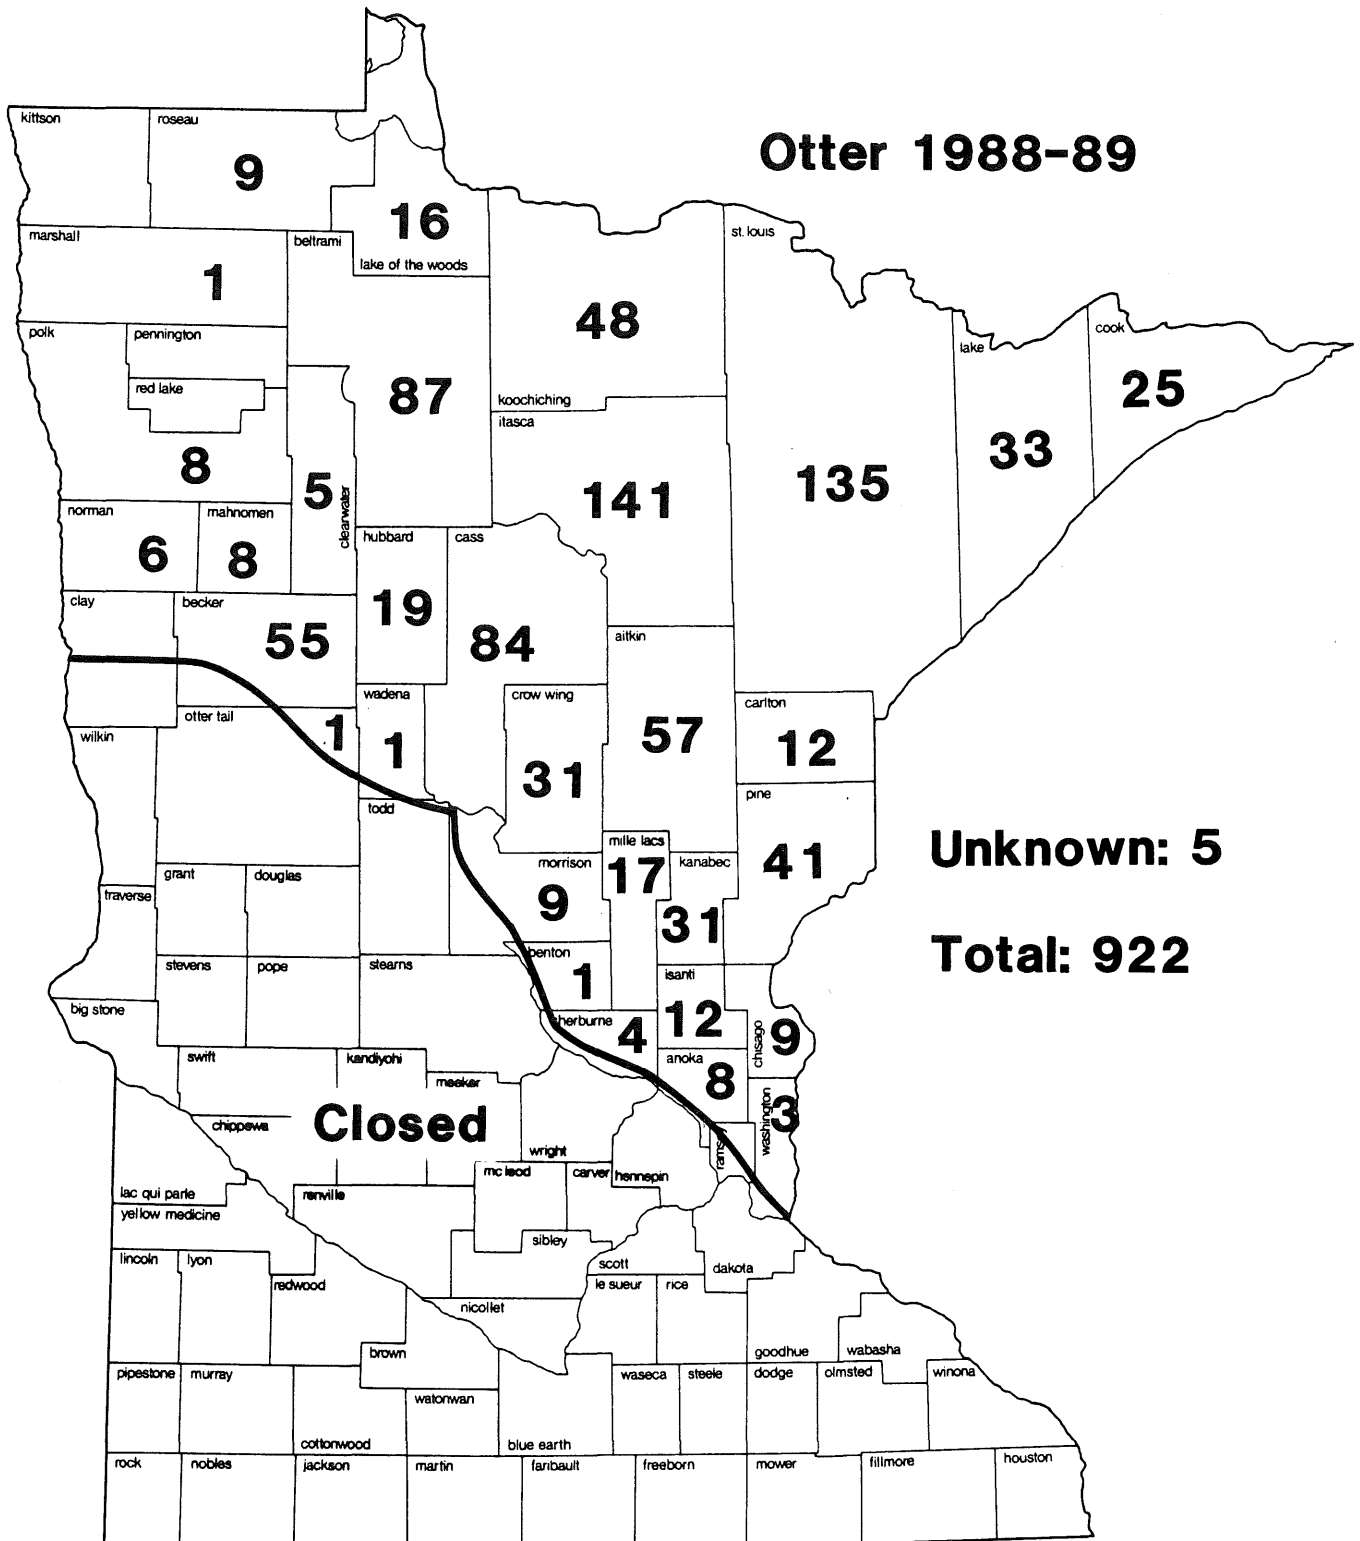 Otter 1988-89
kittson
roseau
9
16
lake of the woods
marshall
1
beltrami
87
48
koochiching
st. louis
135
lake
33
cook
25
polk
8
pennington
red lake
5
clearwater
itasca
141
norman
6
mahnomen
8
hubbard
19
cass
84
clay
becker
55
aitkin
57
wadena
1
crow wing
31
carlton
12
otter tail
1
wilkin
todd
pine
41
mille lacs
17
kanabec
31
morrison
9
Unknown: 5
Total: 922
grant
douglas
traverse
benton
1
stevens
pope
stearns
isanti
12
big stone
sherburne
4
chisago
9
anoka
8
swift
kandiyohi
meeker
washington
3
Closed
chippewa
wright
ramsey
lac qui parle
mc leod
carver
hennepin
renville
yellow medicine
sibley
scott
dakota
lincoln
lyon
redwood
le sueur
rice
nicollet
brown
goodhue
wabasha
pipestone
murray
waseca
steele
dodge
olmsted
winona
watonwan
cottonwood
blue earth
rock
nobles
jackson
martin
faribault
freeborn
mower
fillmore
houston